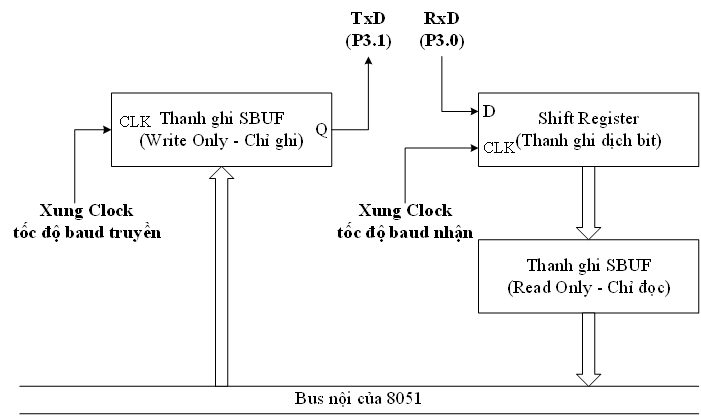 TxD
(P3.1)
RxD
(P3.0)
CLK
Thanh ghi SBUF
(Write Only - Chỉ ghi)
Q
D
CLK
Shift Register
(Thanh ghi dịch bit)
Xung Clock
tốc độ baud truyền
Xung Clock
tốc độ baud nhận
Thanh ghi SBUF
(Read Only - Chỉ đọc)
Bus nội của 8051